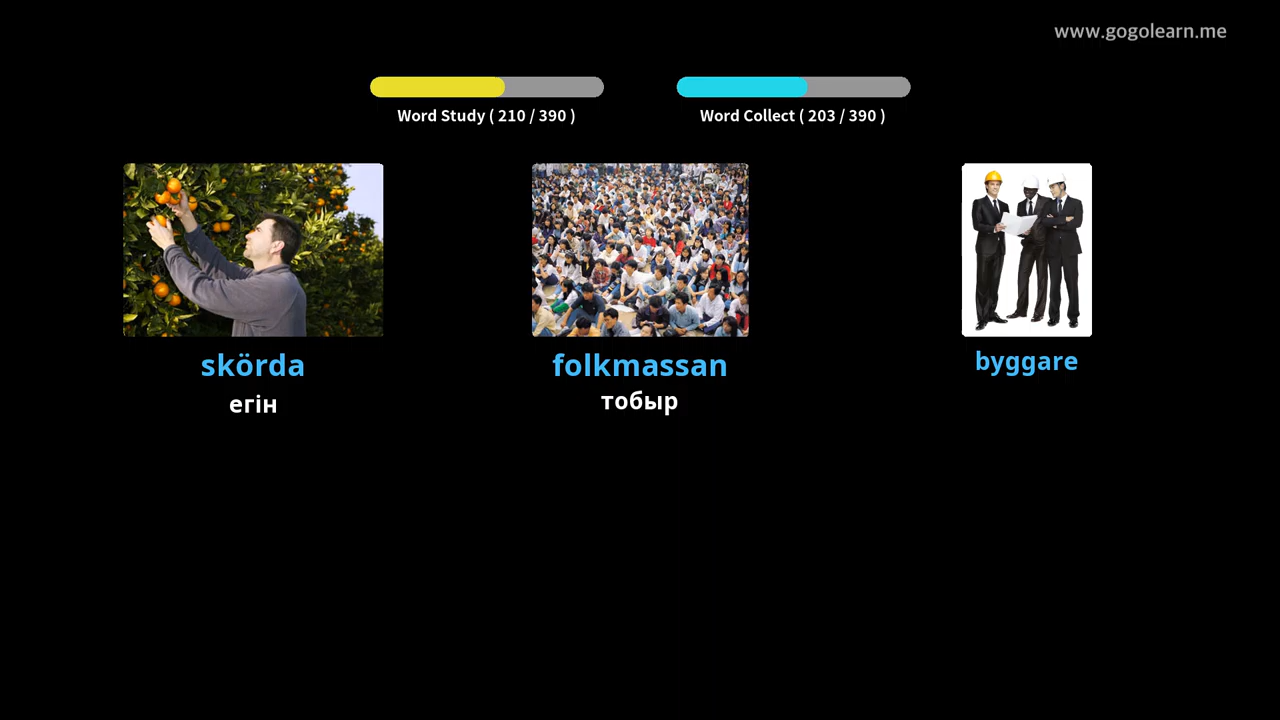 www.gogolearn.me
Word Study ( 210 / 390 )
Word Collect ( 203 / 390 )
skörda
егін
folkmassan
тобыр
byggare